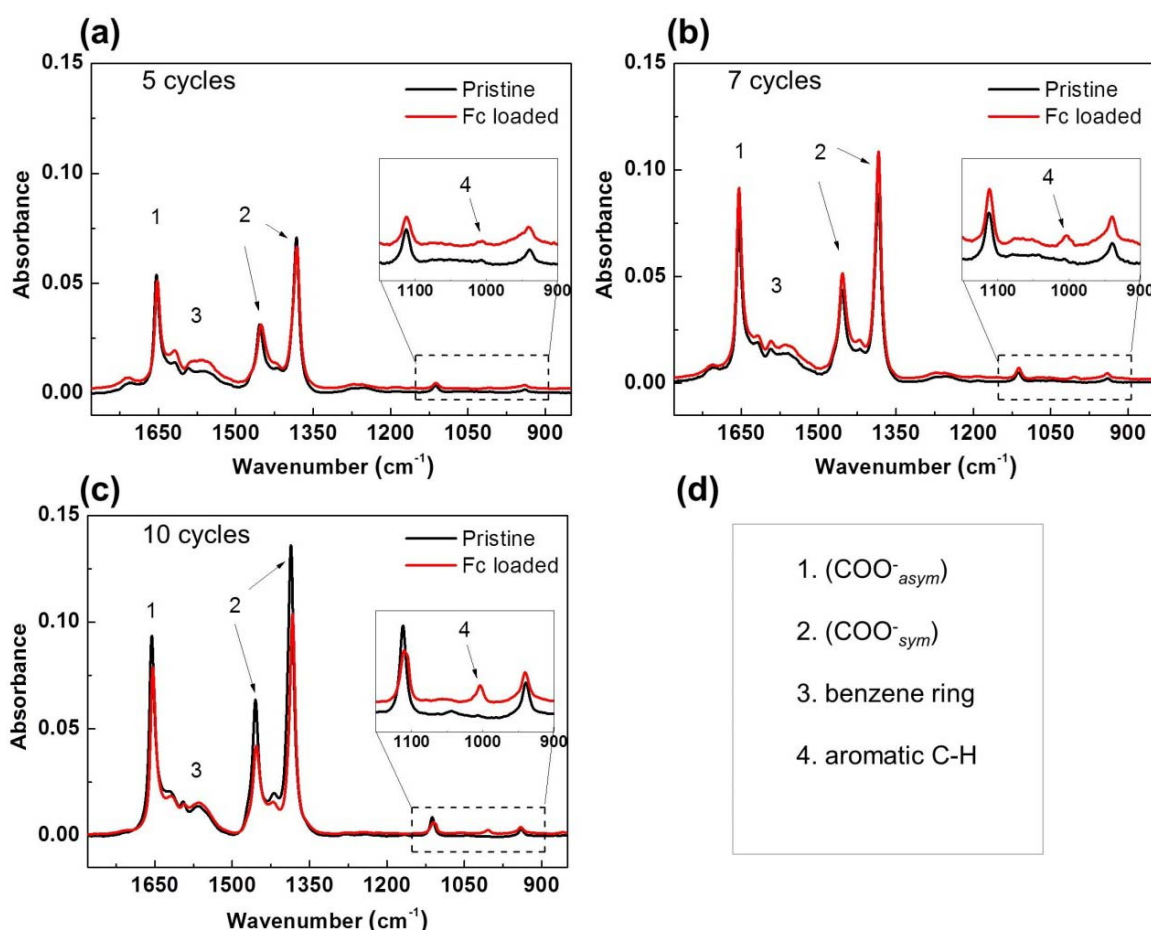 (a)
5 cycles
Pristine
Fc loaded
0.15
0.10
0.05
0.00
Absorbance
1
2
3
4
1100 1000 900
1650 1450 1350 1200 1050 900
Wavenumber (cm⁻¹)
(b)
7 cycles
Pristine
Fc loaded
0.15
0.10
0.05
0.00
Absorbance
1
2
3
4
1100 1000 900
1650 1450 1350 1200 1050 900
Wavenumber (cm⁻¹)
(c)
10 cycles
Pristine
Fc loaded
0.15
0.10
0.05
0.00
Absorbance
1
2
3
4
1100 1000 900
1650 1450 1350 1200 1050 900
Wavenumber (cm⁻¹)
(d)
1. (COO⁻asym)
2. (COO⁻sym)
3. benzene ring
4. aromatic C-H